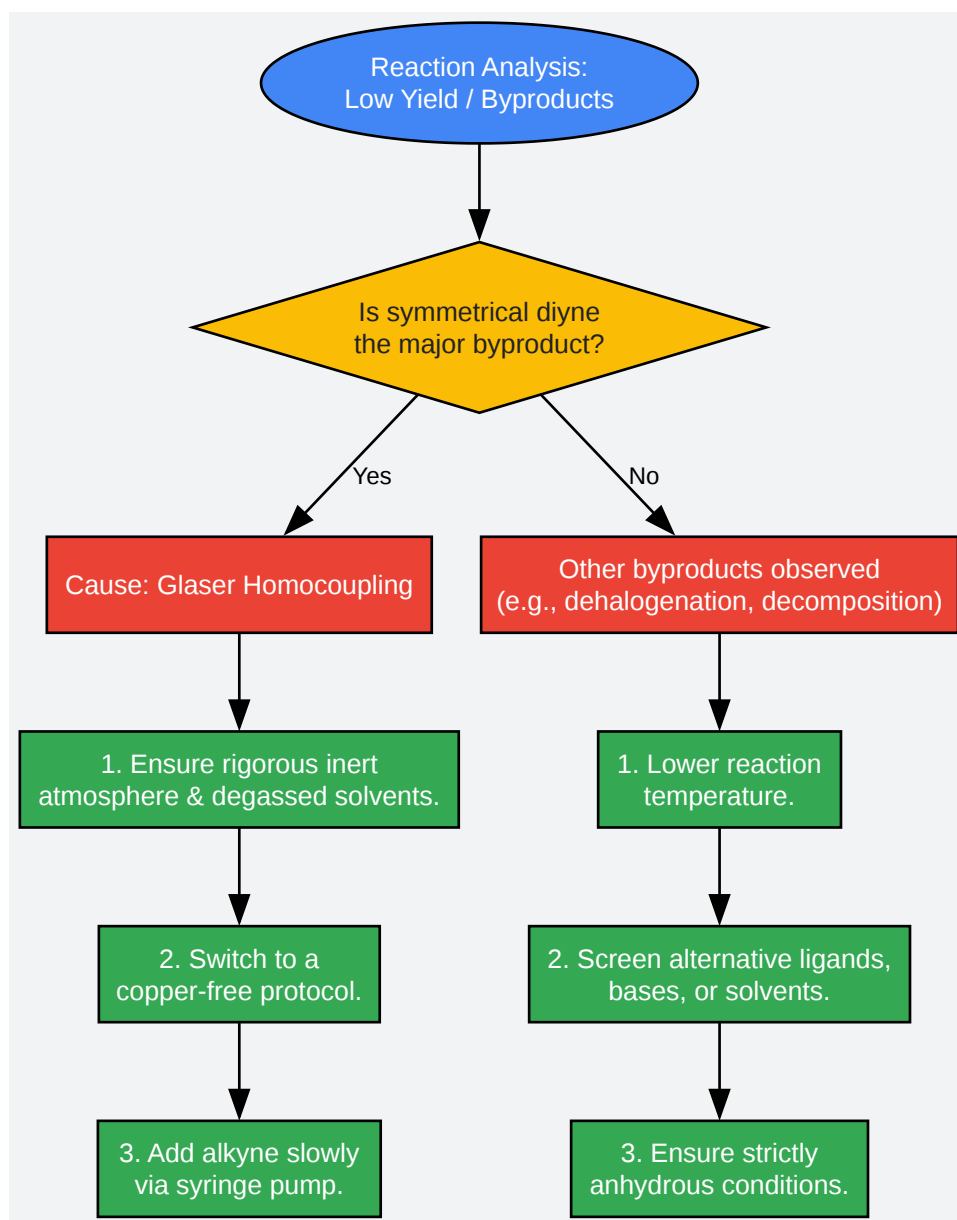 Reaction Analysis:
Low Yield / Byproducts
Is symmetrical diyne
the major byproduct?
Yes
No
Cause: Glaser Homocoupling
Other byproducts observed
(e.g., dehalogenation, decomposition)
1. Ensure rigorous inert
atmosphere & degassed solvents.
1. Lower reaction
temperature.
2. Switch to a
copper-free protocol.
2. Screen alternative ligands,
bases, or solvents.
3. Add alkyne slowly
via syringe pump.
3. Ensure strictly
anhydrous conditions.